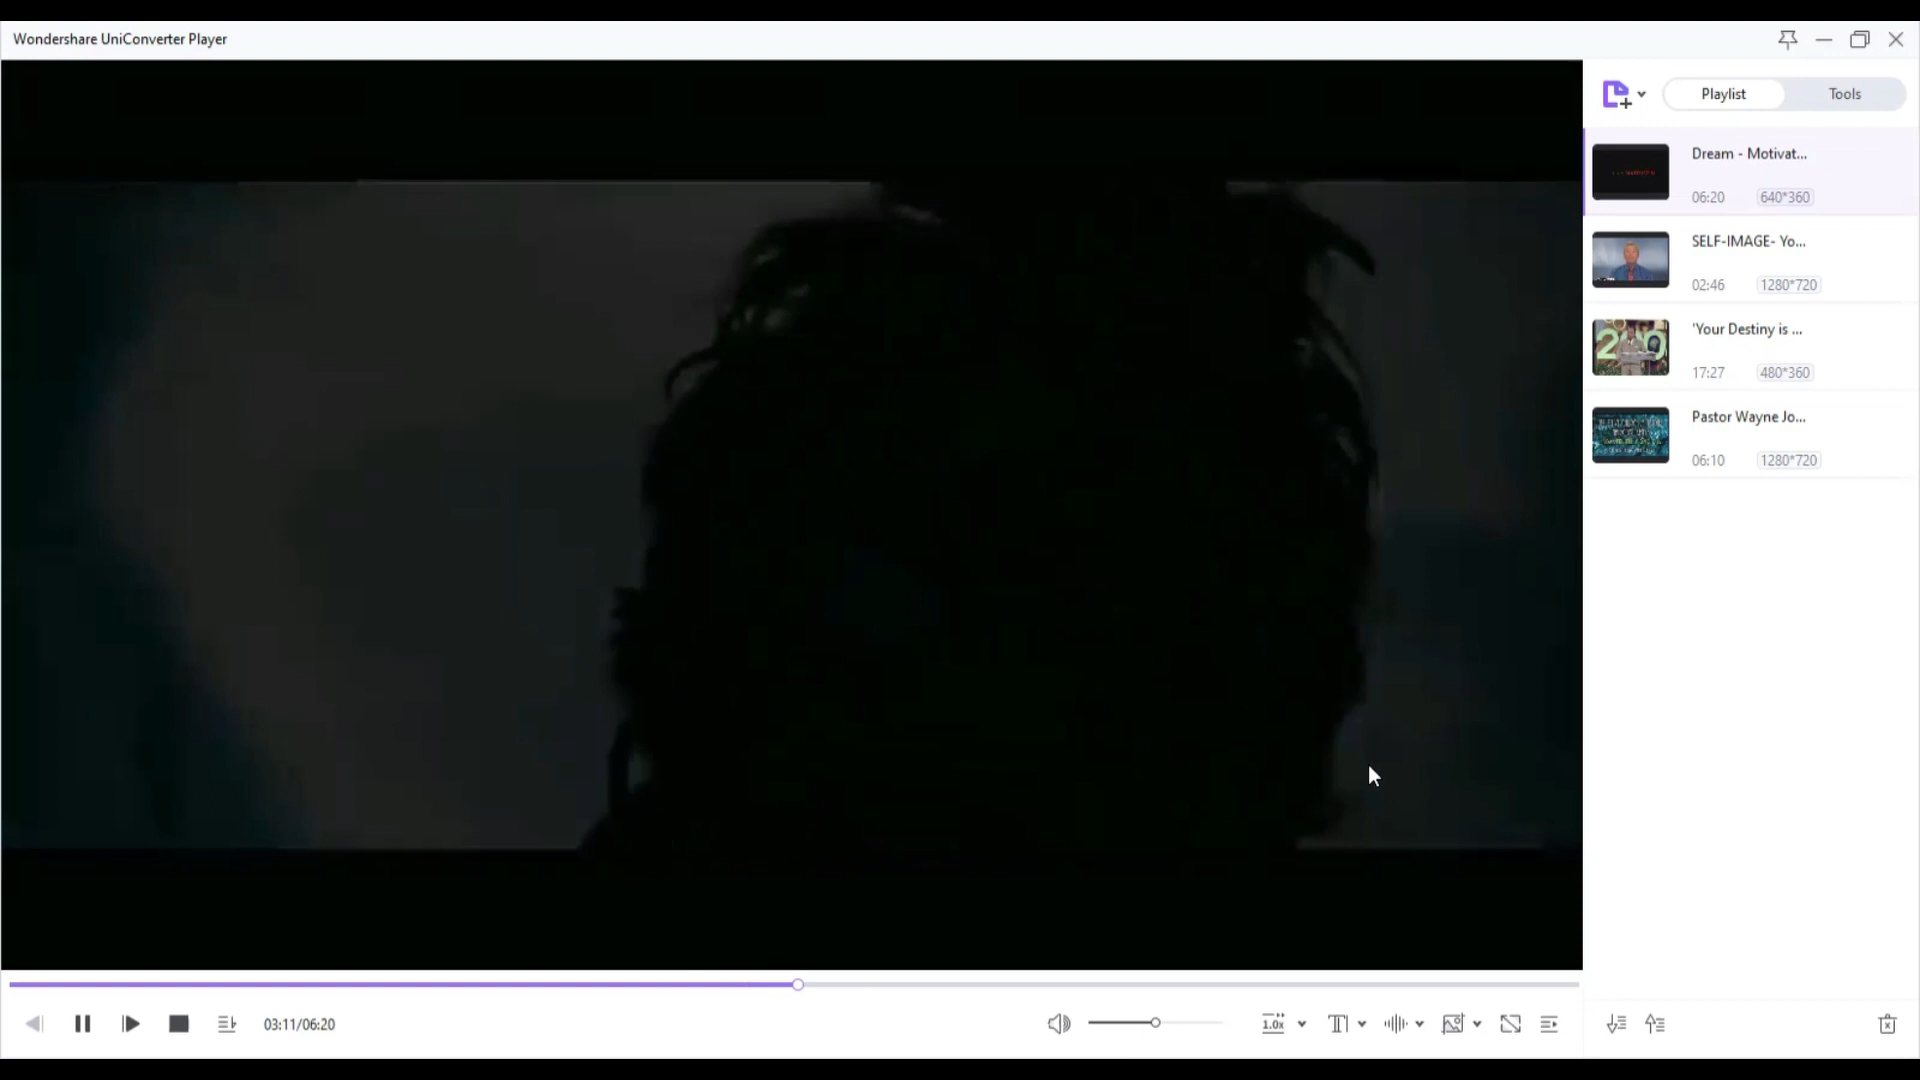 Wondershare UniConverter Player
Playlist
Tools
Dream - Motivat...
06:20
640*360
SELF-IMAGE- Yo...
02:46
1280*720
'Your Destiny is ...
17:27
480*360
Pastor Wayne Jo...
06:10
1280*720
03:11/06:20
1.0x